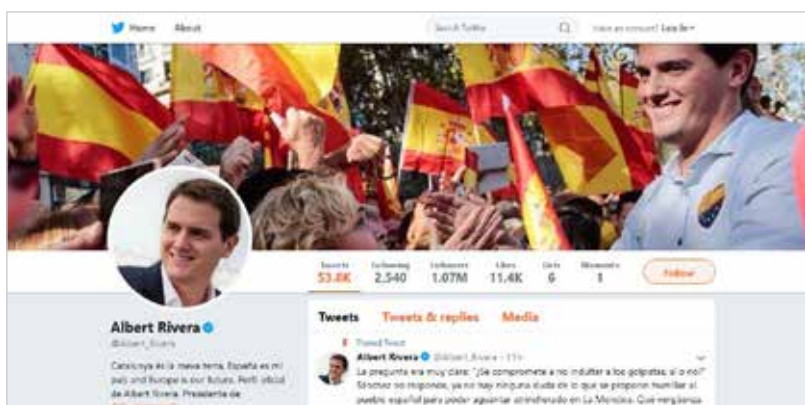 Home About
Search Twitter
Have an account? Log in
Tweets Following Followers Likes Lists Moments
53.8K 2.540 1.07M 11.4K 6 1
Follow
Albert Rivera
@Albert_Rivera
Catalunya és la meva terra, España es mi
país and Europe is our future. Perfil oficial
de Albert Rivera. Presidente de
Tweets Tweets & replies Media
Pinned Tweet
Albert Rivera @Albert_Rivera · 11h
La pregunta era muy clara: "¿Se compromete a no indultar a los golpistas, sí o no?"
Sánchez no responde, ya no hay ninguna duda de lo que se propone: humillar al
pueblo español para poder aguantar atrincherado en La Moncloa. Qué vergüenza